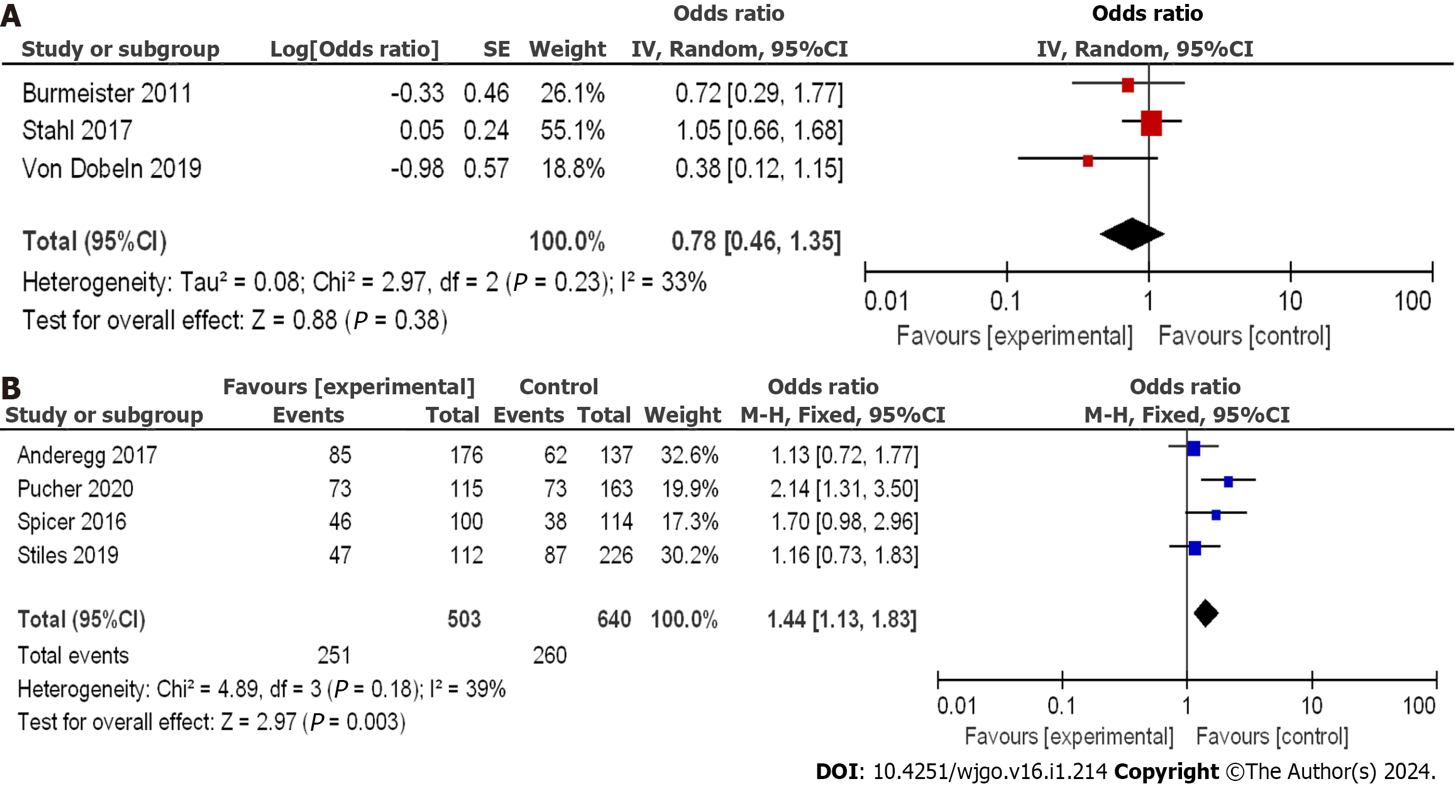 A
Odds ratio Odds ratio
Study or subgroup Log[Odds ratio] SE Weight IV, Random, 95%CI IV, Random, 95%CI
Burmeister 2011 -0.33 0.46 26.1% 0.72 [0.29, 1.77]
Stahl 2017 0.05 0.24 55.1% 1.05 [0.66, 1.68]
Von Dobeln 2019 -0.98 0.57 18.8% 0.38 [0.12, 1.15]
Total (95%CI) 100.0% 0.78 [0.46, 1.35]
Heterogeneity: Tau² = 0.08; Chi² = 2.97, df = 2 (P = 0.23); I² = 33%
Test for overall effect: Z = 0.88 (P = 0.38)
0.01 0.1 1 10 100
Favours [experimental] Favours [control]
B
Favours [experimental] Control Odds ratio Odds ratio
Study or subgroup Events Total Events Total Weight M-H, Fixed, 95%CI M-H, Fixed, 95%CI
Anderegg 2017 85 176 62 137 32.6% 1.13 [0.72, 1.77]
Pucher 2020 73 115 73 163 19.9% 2.14 [1.31, 3.50]
Spicer 2016 46 100 38 114 17.3% 1.70 [0.98, 2.96]
Stiles 2019 47 112 87 226 30.2% 1.16 [0.73, 1.83]
Total (95%CI) 503 640 100.0% 1.44 [1.13, 1.83]
Total events 251 260
Heterogeneity: Chi² = 4.89, df = 3 (P = 0.18); I² = 39%
Test for overall effect: Z = 2.97 (P = 0.003)
0.01 0.1 1 10 100
Favours [experimental] Favours [control]
DOI: 10.4251/wjgo.v16.i1.214 Copyright ©The Author(s) 2024.